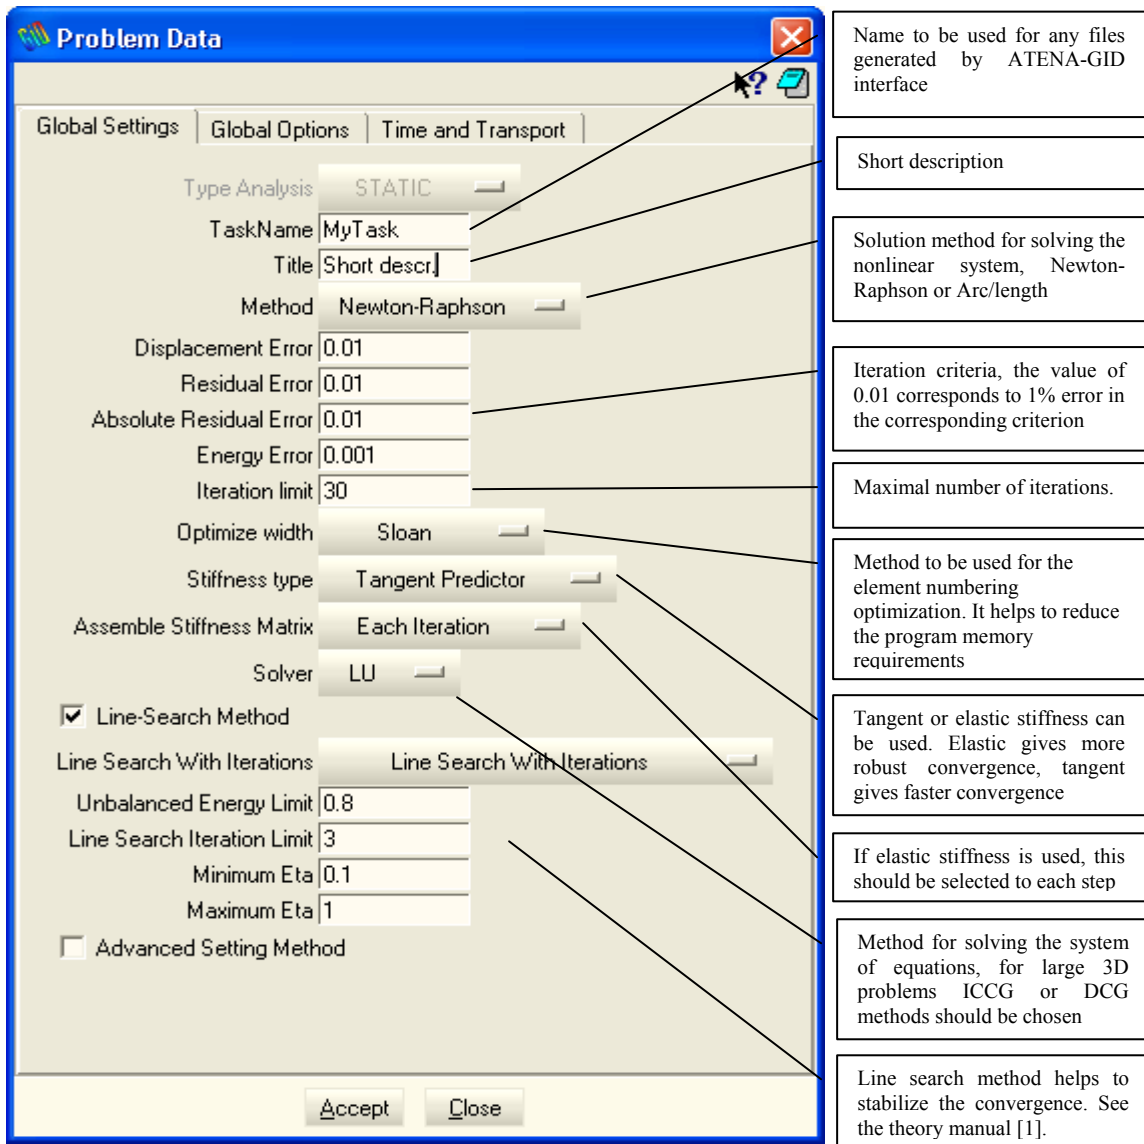 GiD Problem Data
Global Settings Global Options Time and Transport
Type Analysis STATIC
TaskName MyTask
Title Short descr.
Method Newton-Raphson
Displacement Error 0.01
Residual Error 0.01
Absolute Residual Error 0.01
Energy Error 0.001
Iteration limit 30
Optimize width Sloan
Stiffness type Tangent Predictor
Assemble Stiffness Matrix Each Iteration
Solver LU
Line-Search Method
Line Search With Iterations Line Search With Iterations
Unbalanced Energy Limit 0.8
Line Search Iteration Limit 3
Minimum Eta 0.1
Maximum Eta 1
Advanced Setting Method
Accept Close
Name to be used for any files
generated by ATENA-GID
interface
Short description
Solution method for solving the
nonlinear system, Newton-
Raphson or Arc/length
Iteration criteria, the value of
0.01 corresponds to 1% error in
the corresponding criterion
Maximal number of iterations.
Method to be used for the
element numbering
optimization. It helps to reduce
the program memory
requirements
Tangent or elastic stiffness can
be used. Elastic gives more
robust convergence, tangent
gives faster convergence
If elastic stiffness is used, this
should be selected to each step
Method for solving the system
of equations, for large 3D
problems ICCG or DCG
methods should be chosen
Line search method helps to
stabilize the convergence. See
the theory manual [1].